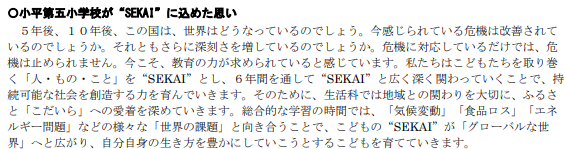 ○小平第五小学校が“SEKAI”に込めた思い
５年後、１０年後、この国は、世界はどうなっているのでしょう。今感じられている危機は改善されて
いるのでしょうか。それともさらに深刻さを増しているのでしょうか。危機に対応しているだけでは、危
機は止められません。今こそ、教育の力が求められていると感じています。私たちはこどもたちを取り巻
く「人・もの・こと」を“SEKAI”とし、６年間を通して“SEKAI”と広く深く関わっていくことで、持
続可能な社会を創造する力を育んでいきます。そのために、生活科では地域との関わりを大切に、ふるさ
と「こだいら」への愛着を深めていきます。総合的な学習の時間では、「気候変動」「食品ロス」「エネ
ルギー問題」などの様々な「世界の課題」と向き合うことで、こどもの“SEKAI”が「グローバルな世
界」へと広がり、自分自身の生き方を豊かにしていこうとするこどもを育てていきます。